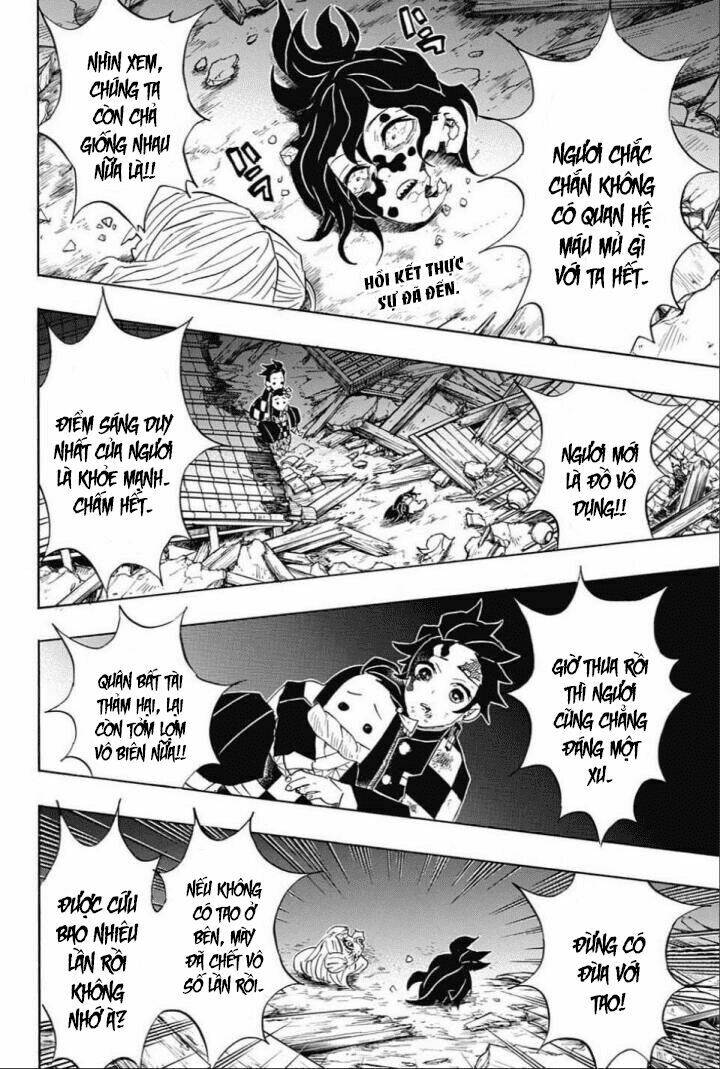 NGƯƠI CHẮC
CHẮN KHÔNG
CÓ QUAN HỆ
MÁU MỦ GÌ
VỚI TA HẾT.
NHÌN XEM,
CHÚNG TA
CÒN CHẢ
GIỐNG NHAU
NỮA LÀ!!
HỒI KẾT THỰC
SỰ ĐÃ ĐẾN.
NGƯƠI MỚI
LÀ ĐỒ VÔ
DỤNG!!
ĐIỂM SÁNG DUY
NHẤT CỦA NGƯƠI
LÀ KHỎE MẠNH.
CHẤM HẾT.
GIỜ THUA RỒI
THÌ NGƯƠI
CŨNG CHẲNG
ĐÁNG MỘT
XU.
QUÂN BẤT TÀI
THẢM HẠI, LẠI
CÒN TỞM LỢM
VÔ BIÊN NỮA!!
ĐỪNG CÓ
ĐÙA VỚI
TAO!
NẾU KHÔNG
CÓ TAO Ở
BÊN, MÀY
ĐÃ CHẾT VÔ
SỐ LẦN RỒI.
ĐƯỢC CỨU
BAO NHIÊU
LẦN RỒI
KHÔNG
NHỚ À?